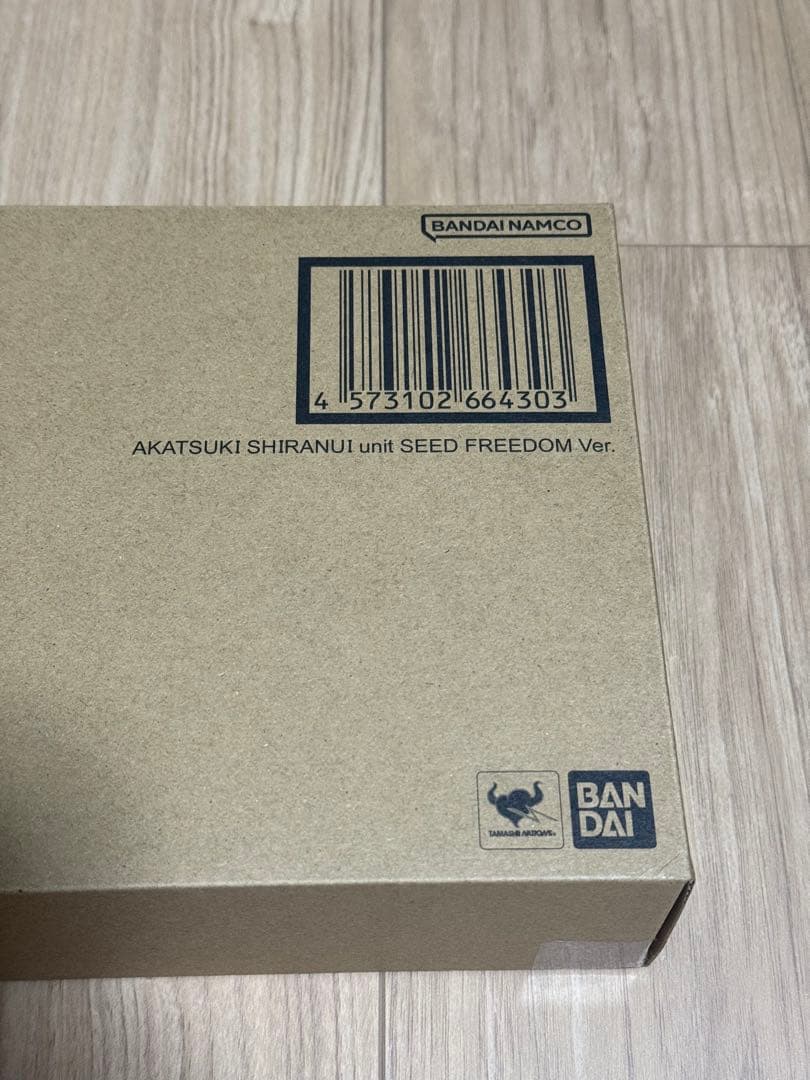 BANDAI NAMCO
4 573102 664303
AKATSUKI SHIRANUI unit SEED FREEDOM Ver.
TAMASHII NATIONS
BAN
DAI